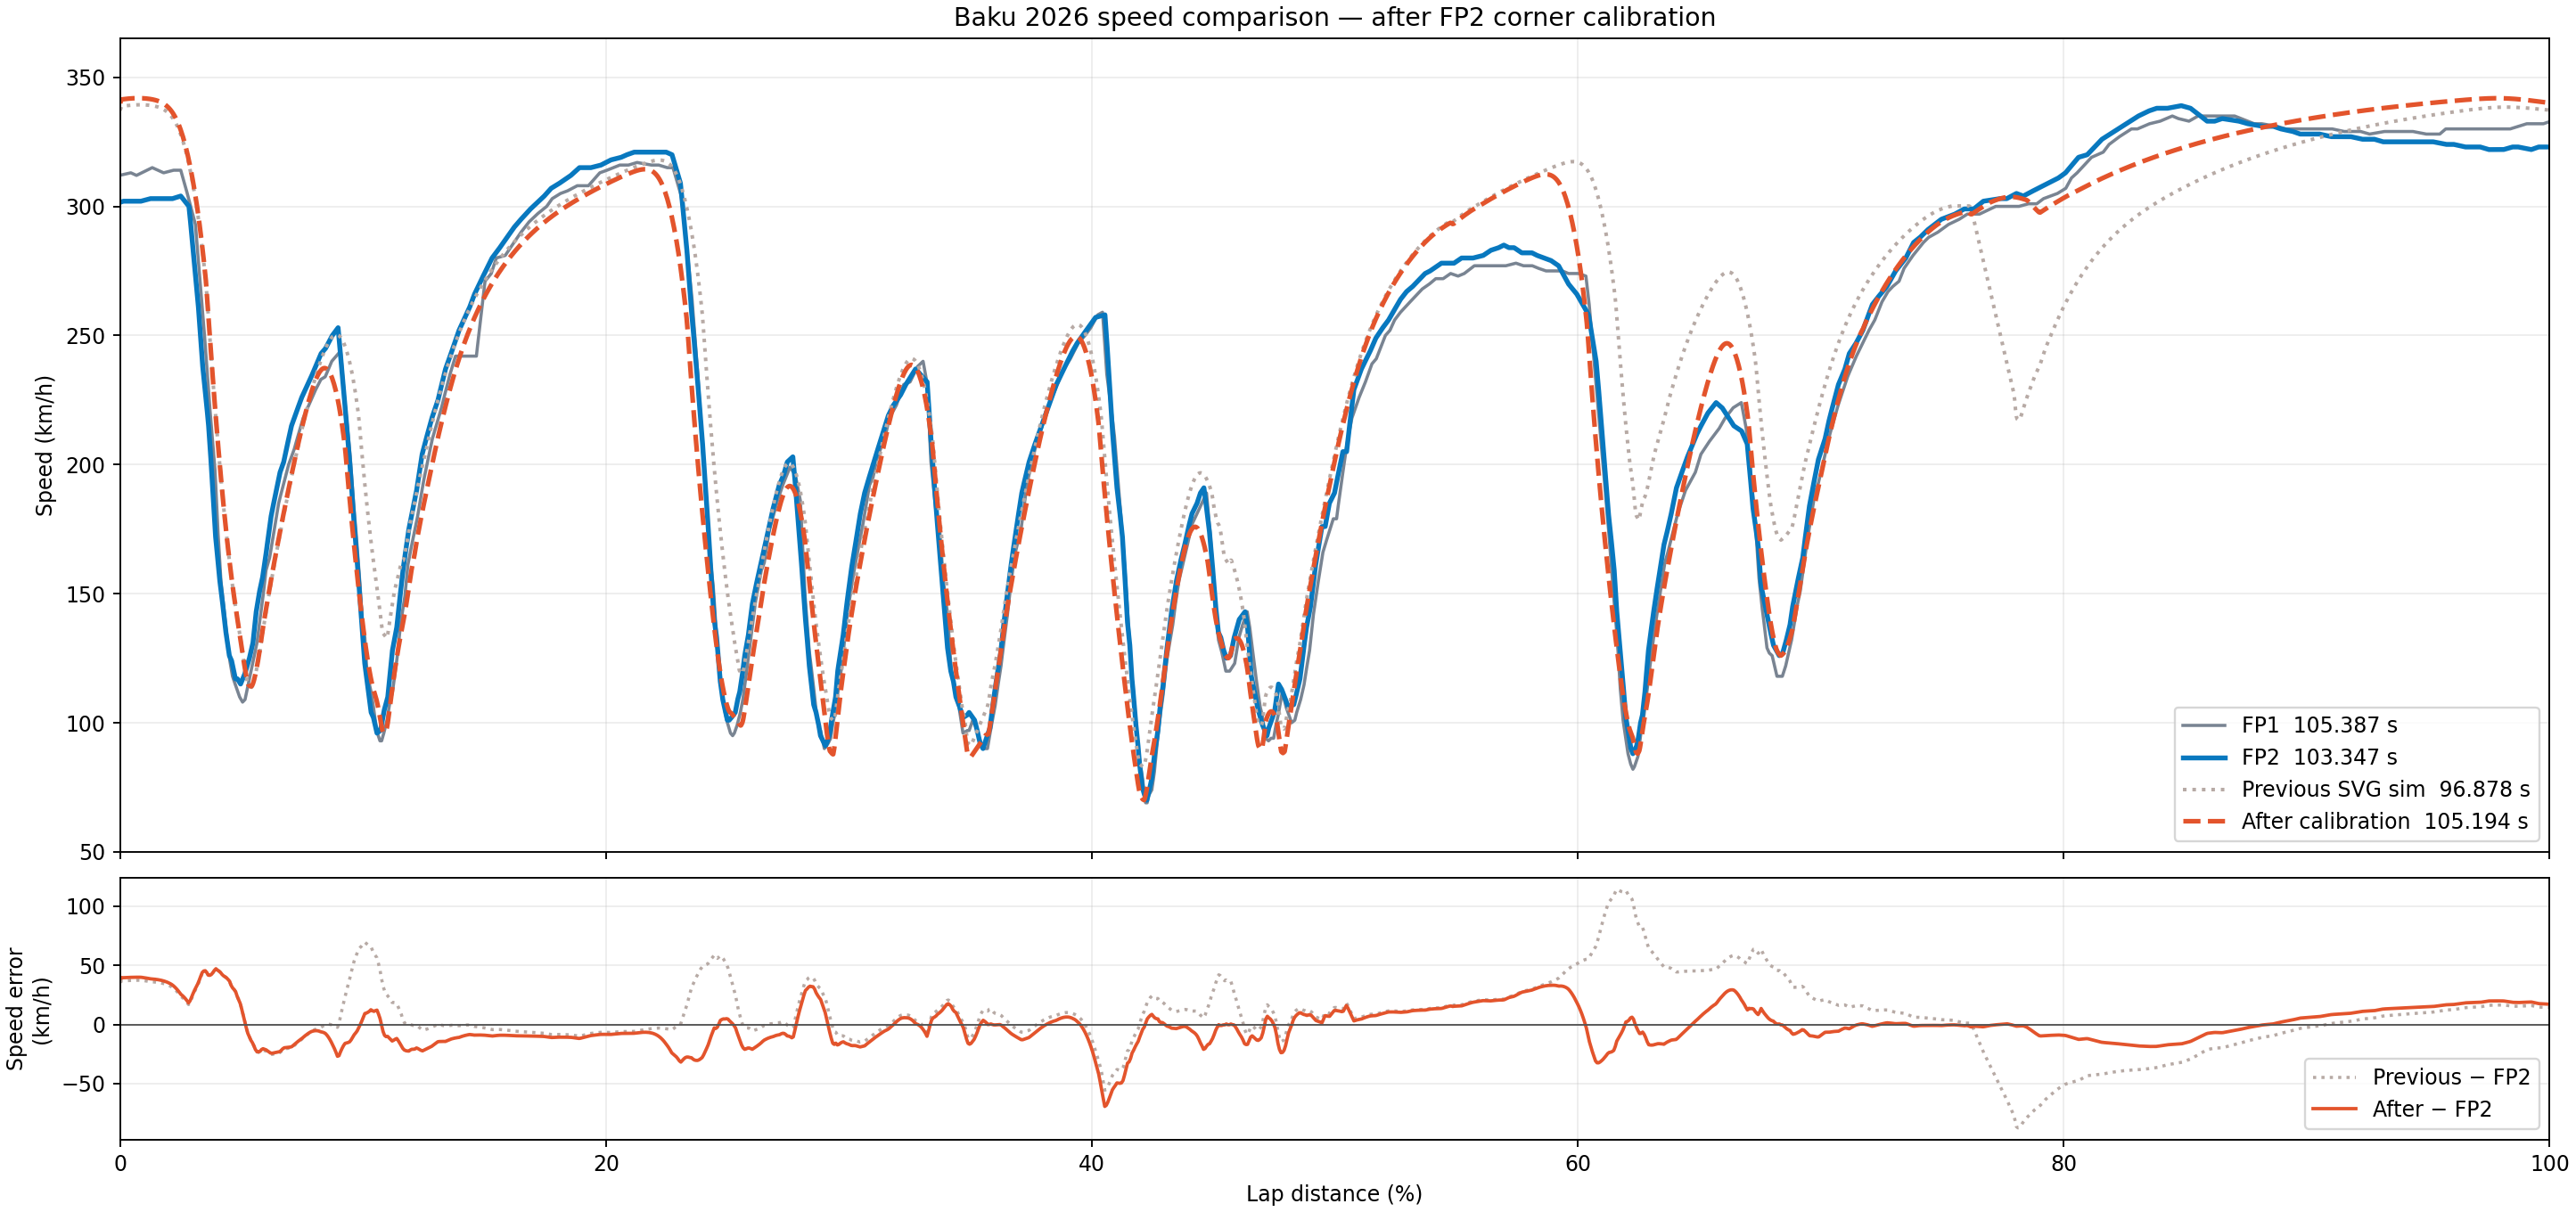 Baku 2026 speed comparison — after FP2 corner calibration
Speed (km/h)
350
300
250
200
150
100
50
FP1  105.387 s
FP2  103.347 s
Previous SVG sim  96.878 s
After calibration  105.194 s
Speed error
(km/h)
100
50
0
−50
Previous − FP2
After − FP2
0
20
40
60
80
100
Lap distance (%)